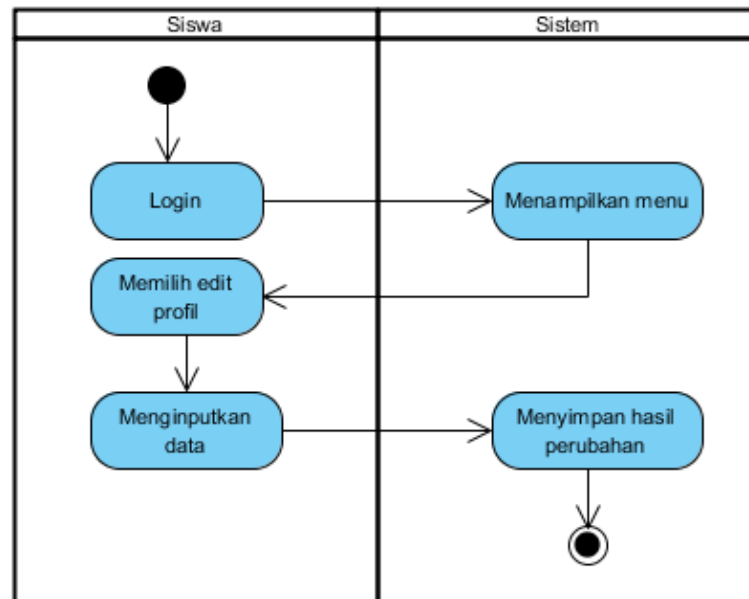 Siswa
Sistem
Login
Menampilkan menu
Memilih edit
profil
Menginputkan
data
Menyimpan hasil
perubahan